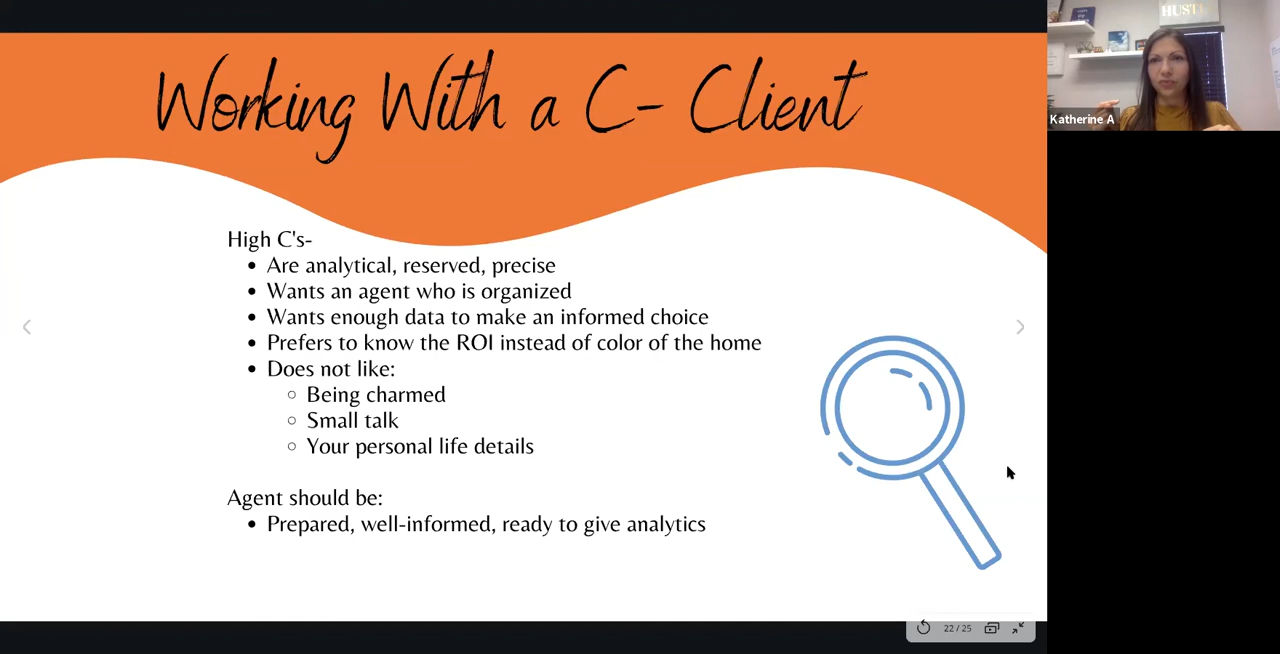 Working With a C- Client
High C's-
Are analytical, reserved, precise
Wants an agent who is organized
Wants enough data to make an informed choice
Prefers to know the ROI instead of color of the home
Does not like:
Being charmed
Small talk
Your personal life details
Agent should be:
Prepared, well-informed, ready to give analytics
22 / 25
Katherine A